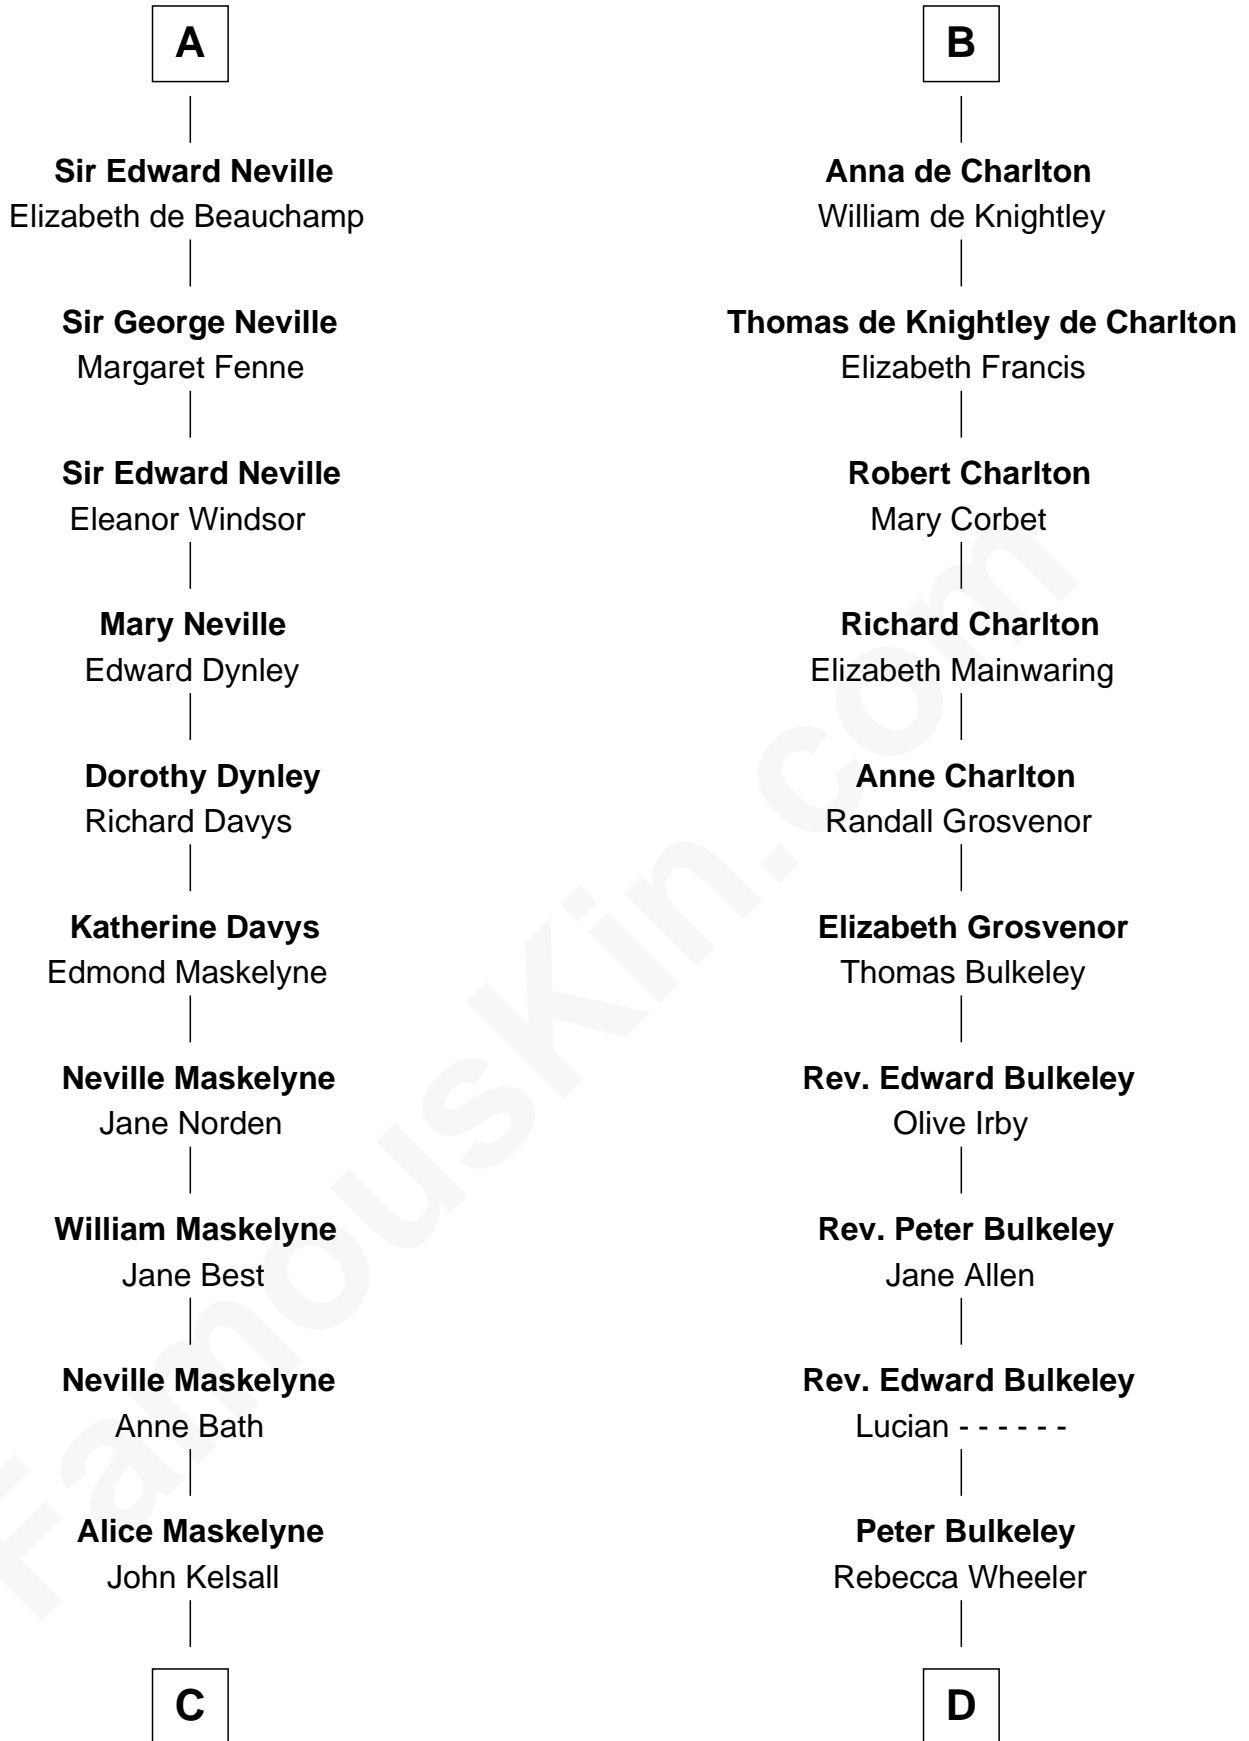 A
Sir Edward Neville
Elizabeth de Beauchamp
Sir George Neville
Margaret Fenne
Sir Edward Neville
Eleanor Windsor
Mary Neville
Edward Dynley
Dorothy Dynley
Richard Davys
Katherine Davys
Edmond Maskelyne
Neville Maskelyne
Jane Norden
William Maskelyne
Jane Best
Neville Maskelyne
Anne Bath
Alice Maskelyne
John Kelsall
C
B
Anna de Charlton
William de Knightley
Thomas de Knightley de Charlton
Elizabeth Francis
Robert Charlton
Mary Corbet
Richard Charlton
Elizabeth Mainwaring
Anne Charlton
Randall Grosvenor
Elizabeth Grosvenor
Thomas Bulkeley
Rev. Edward Bulkeley
Olive Irby
Rev. Peter Bulkeley
Jane Allen
Rev. Edward Bulkeley
Lucian - - - - - -
Peter Bulkeley
Rebecca Wheeler
D
FamousKin.com